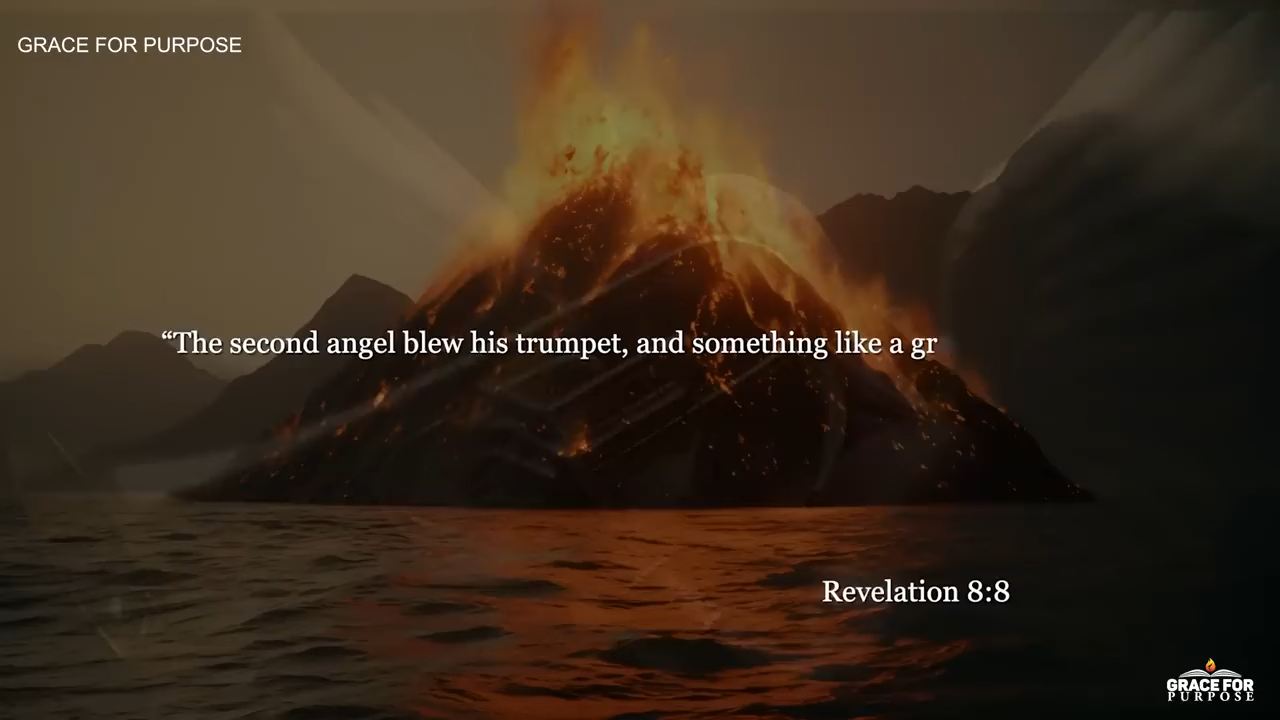 GRACE FOR PURPOSE
“The second angel blew his trumpet, and something like a gr
Revelation 8:8
GRACE FOR
PURPOSE